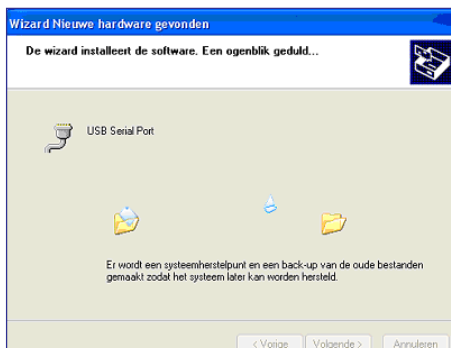 Wizard Nieuwe hardware gevonden
De wizard installeert de software. Een ogenblik geduld...
USB Serial Port
Er wordt een systeemherstelpunt en een back-up van de oude bestanden
gemaakt zodat het systeem later kan worden hersteld.
< Vorige Volgende > Annuleren